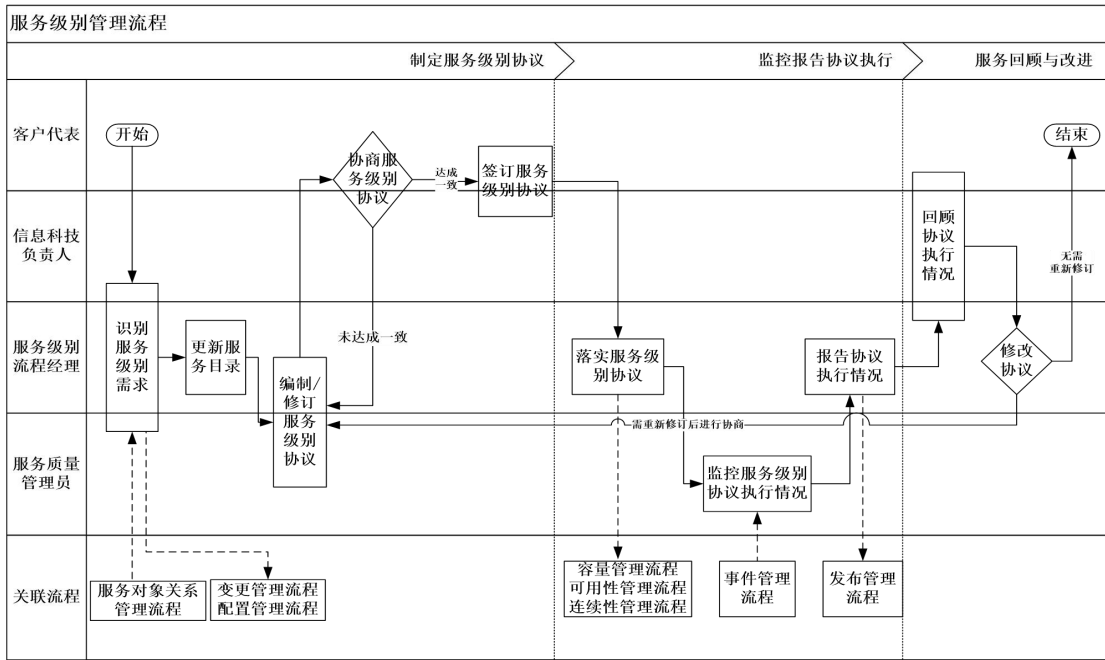 服务级别管理流程
制定服务级别协议
监控报告协议执行
服务回顾与改进
客户代表
开始
协商服
务级别
协议
达成
一致
签订服务
级别协议
结束
信息科技
负责人
回顾
协议
执行
情况
无需
重新修订
服务级别
流程经理
识别
服务
级别
需求
更新服
务目录
未达成一致
编制/
修订
服务
级别
协议
落实服务级
别协议
报告协议
执行情况
修改
协议
需重新修订后进行协商
服务质量
管理员
监控服务级别
协议执行情况
关联流程
服务对象关系
管理流程
变更管理流程
配置管理流程
容量管理流程
可用性管理流程
连续性管理流程
事件管理
流程
发布管理
流程